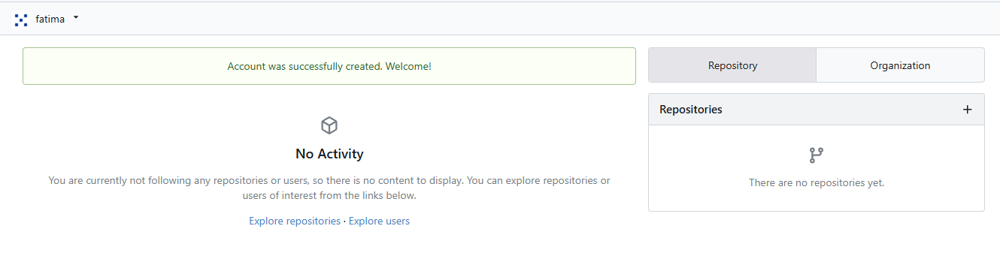 fatima
Account was successfully created. Welcome!
No Activity
You are currently not following any repositories or users, so there is no content to display. You can explore repositories or
users of interest from the links below.
Explore repositories · Explore users
Repository Organization
Repositories
There are no repositories yet.